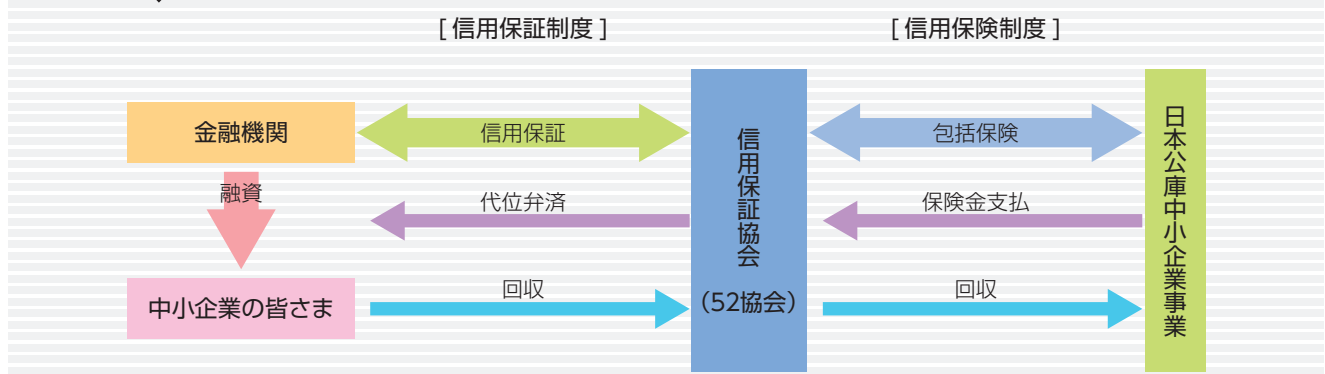 [信用保証制度]
[信用保険制度]
金融機関
信用保証
包括保険
融資
代位弁済
保険金支払
中小企業の皆さま
回収
回収
信用保証協会
(52協会)
日本公庫中小企業事業